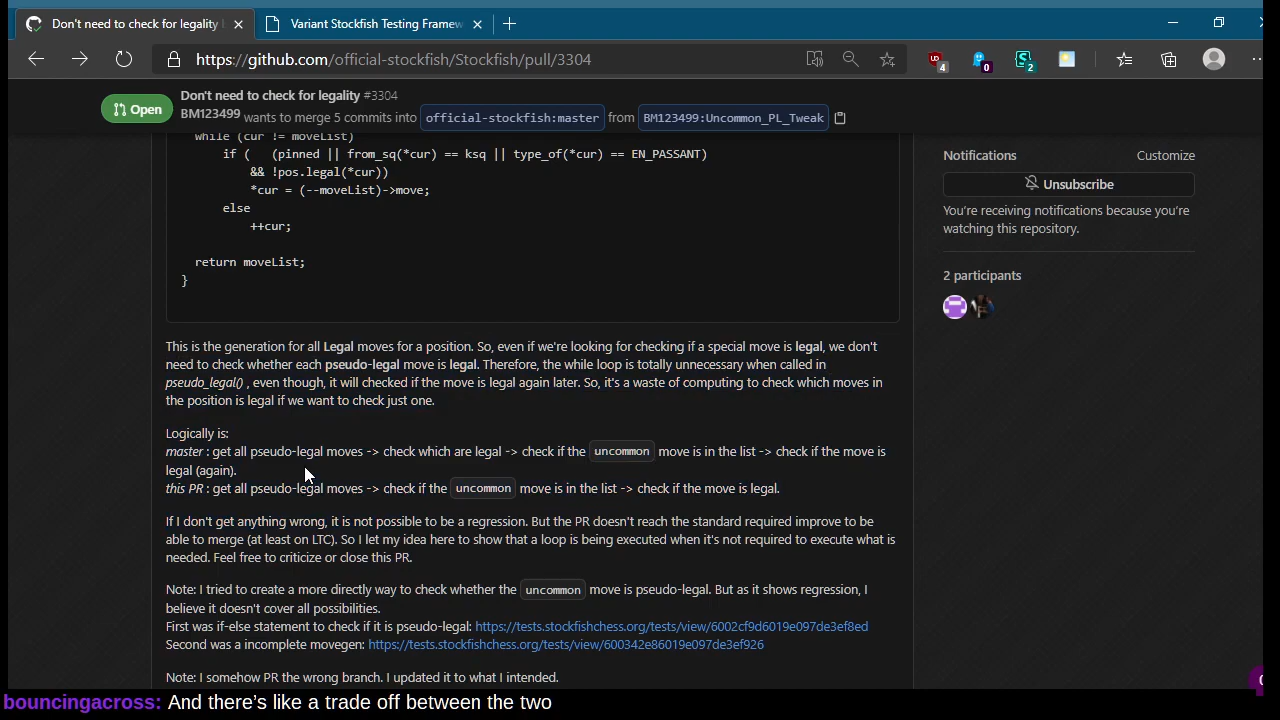 Don't need to check for legality
Variant Stockfish Testing Framew
https://github.com/official-stockfish/Stockfish/pull/3304
4
0
2
Open
Don't need to check for legality #3304
BM123499 wants to merge 5 commits into official-stockfish:master from BM123499:Uncommon_PL_Tweak
while (cur != moveList)
if ( (pinned || from_sq(*cur) == ksq || type_of(*cur) == EN_PASSANT)
&& !pos.legal(*cur))
*cur = (--moveList)->move;
else
++cur;
return moveList;
}
This is the generation for all Legal moves for a position. So, even if we're looking for checking if a special move is legal, we don't
need to check whether each pseudo-legal move is legal. Therefore, the while loop is totally unnecessary when called in
pseudo_legal() , even though, it will checked if the move is legal again later. So, it's a waste of computing to check which moves in
the position is legal if we want to check just one.
Logically is:
master : get all pseudo-legal moves -> check which are legal -> check if the uncommon move is in the list -> check if the move is
legal (again).
this PR : get all pseudo-legal moves -> check if the uncommon move is in the list -> check if the move is legal.
If I don't get anything wrong, it is not possible to be a regression. But the PR doesn't reach the standard required improve to be
able to merge (at least on LTC). So I let my idea here to show that a loop is being executed when it's not required to execute what is
needed. Feel free to criticize or close this PR.
Note: I tried to create a more directly way to check whether the uncommon move is pseudo-legal. But as it shows regression, I
believe it doesn't cover all possibilities.
First was if-else statement to check if it is pseudo-legal: https://tests.stockfishchess.org/tests/view/6002cf9d6019e097de3ef8ed
Second was a incomplete movegen: https://tests.stockfishchess.org/tests/view/600342e86019e097de3ef926
Note: I somehow PR the wrong branch. I updated it to what I intended.
Notifications
Customize
Unsubscribe
You're receiving notifications because you're
watching this repository.
2 participants
bouncingacross: And there's like a trade off between the two